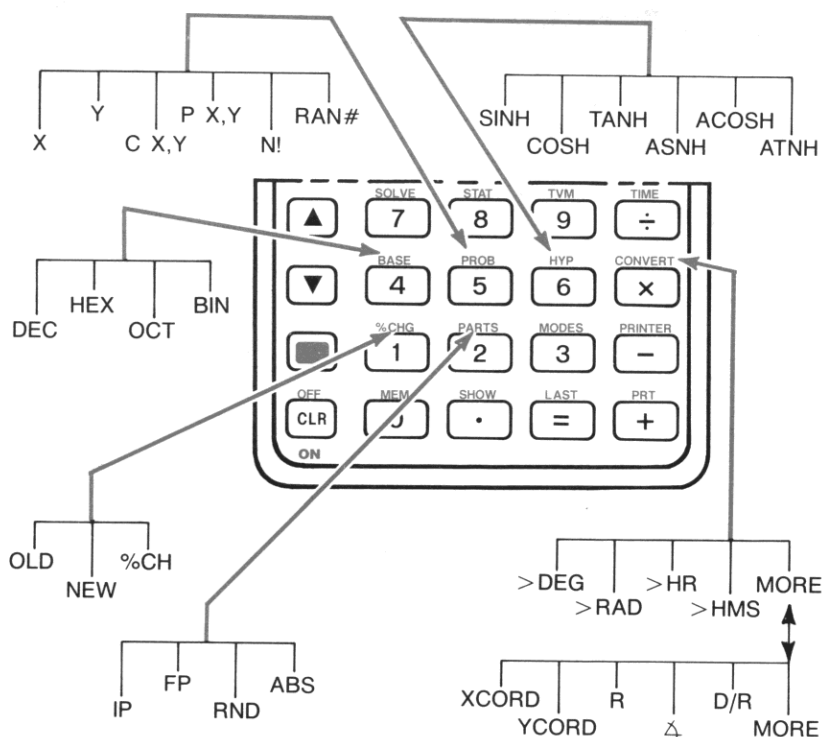 X Y C X,Y P X,Y N! RAN#
SINH COSH TANH ASNH ACOSH ATNH
SOLVE STAT TVM TIME
▲ 7 8 9 ÷
BASE PROB HYP CONVERT
▼ 4 5 6 ×
DEC HEX OCT BIN
%CHG PARTS MODES PRINTER
1 2 3 −
OFF MEM SHOW LAST PRT
CLR 0 · = +
ON
OLD NEW %CH
>DEG >RAD >HR >HMS MORE
IP FP RND ABS
XCORD YCORD R ∡ D/R MORE